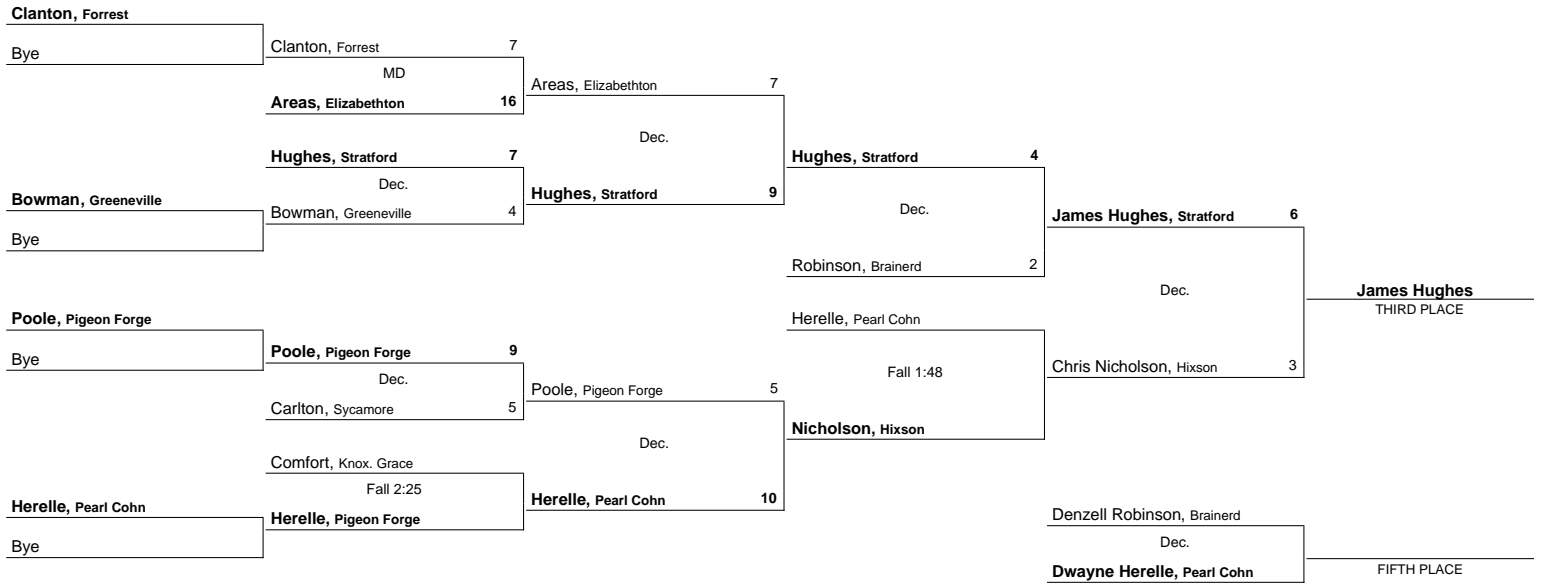 Clanton, Forrest
Bye
Clanton, Forrest 7
MD
Areas, Elizabethton 16
Areas, Elizabethton 7
Dec.
Hughes, Stratford 7
Dec.
Bowman, Greeneville 4
Bowman, Greeneville
Bye
Hughes, Stratford 9
Hughes, Stratford 4
Dec.
Robinson, Brainerd 2
James Hughes, Stratford 6
Dec.
Chris Nicholson, Hixson 3
James Hughes
THIRD PLACE
Poole, Pigeon Forge
Bye
Poole, Pigeon Forge 9
Dec.
Carlton, Sycamore 5
Poole, Pigeon Forge 5
Dec.
Herelle, Pearl Cohn 10
Comfort, Knox. Grace
Fall 2:25
Herelle, Pigeon Forge
Herelle, Pearl Cohn
Bye
Herelle, Pearl Cohn
Fall 1:48
Nicholson, Hixson
Denzell Robinson, Brainerd
Dec.
Dwayne Herelle, Pearl Cohn
FIFTH PLACE